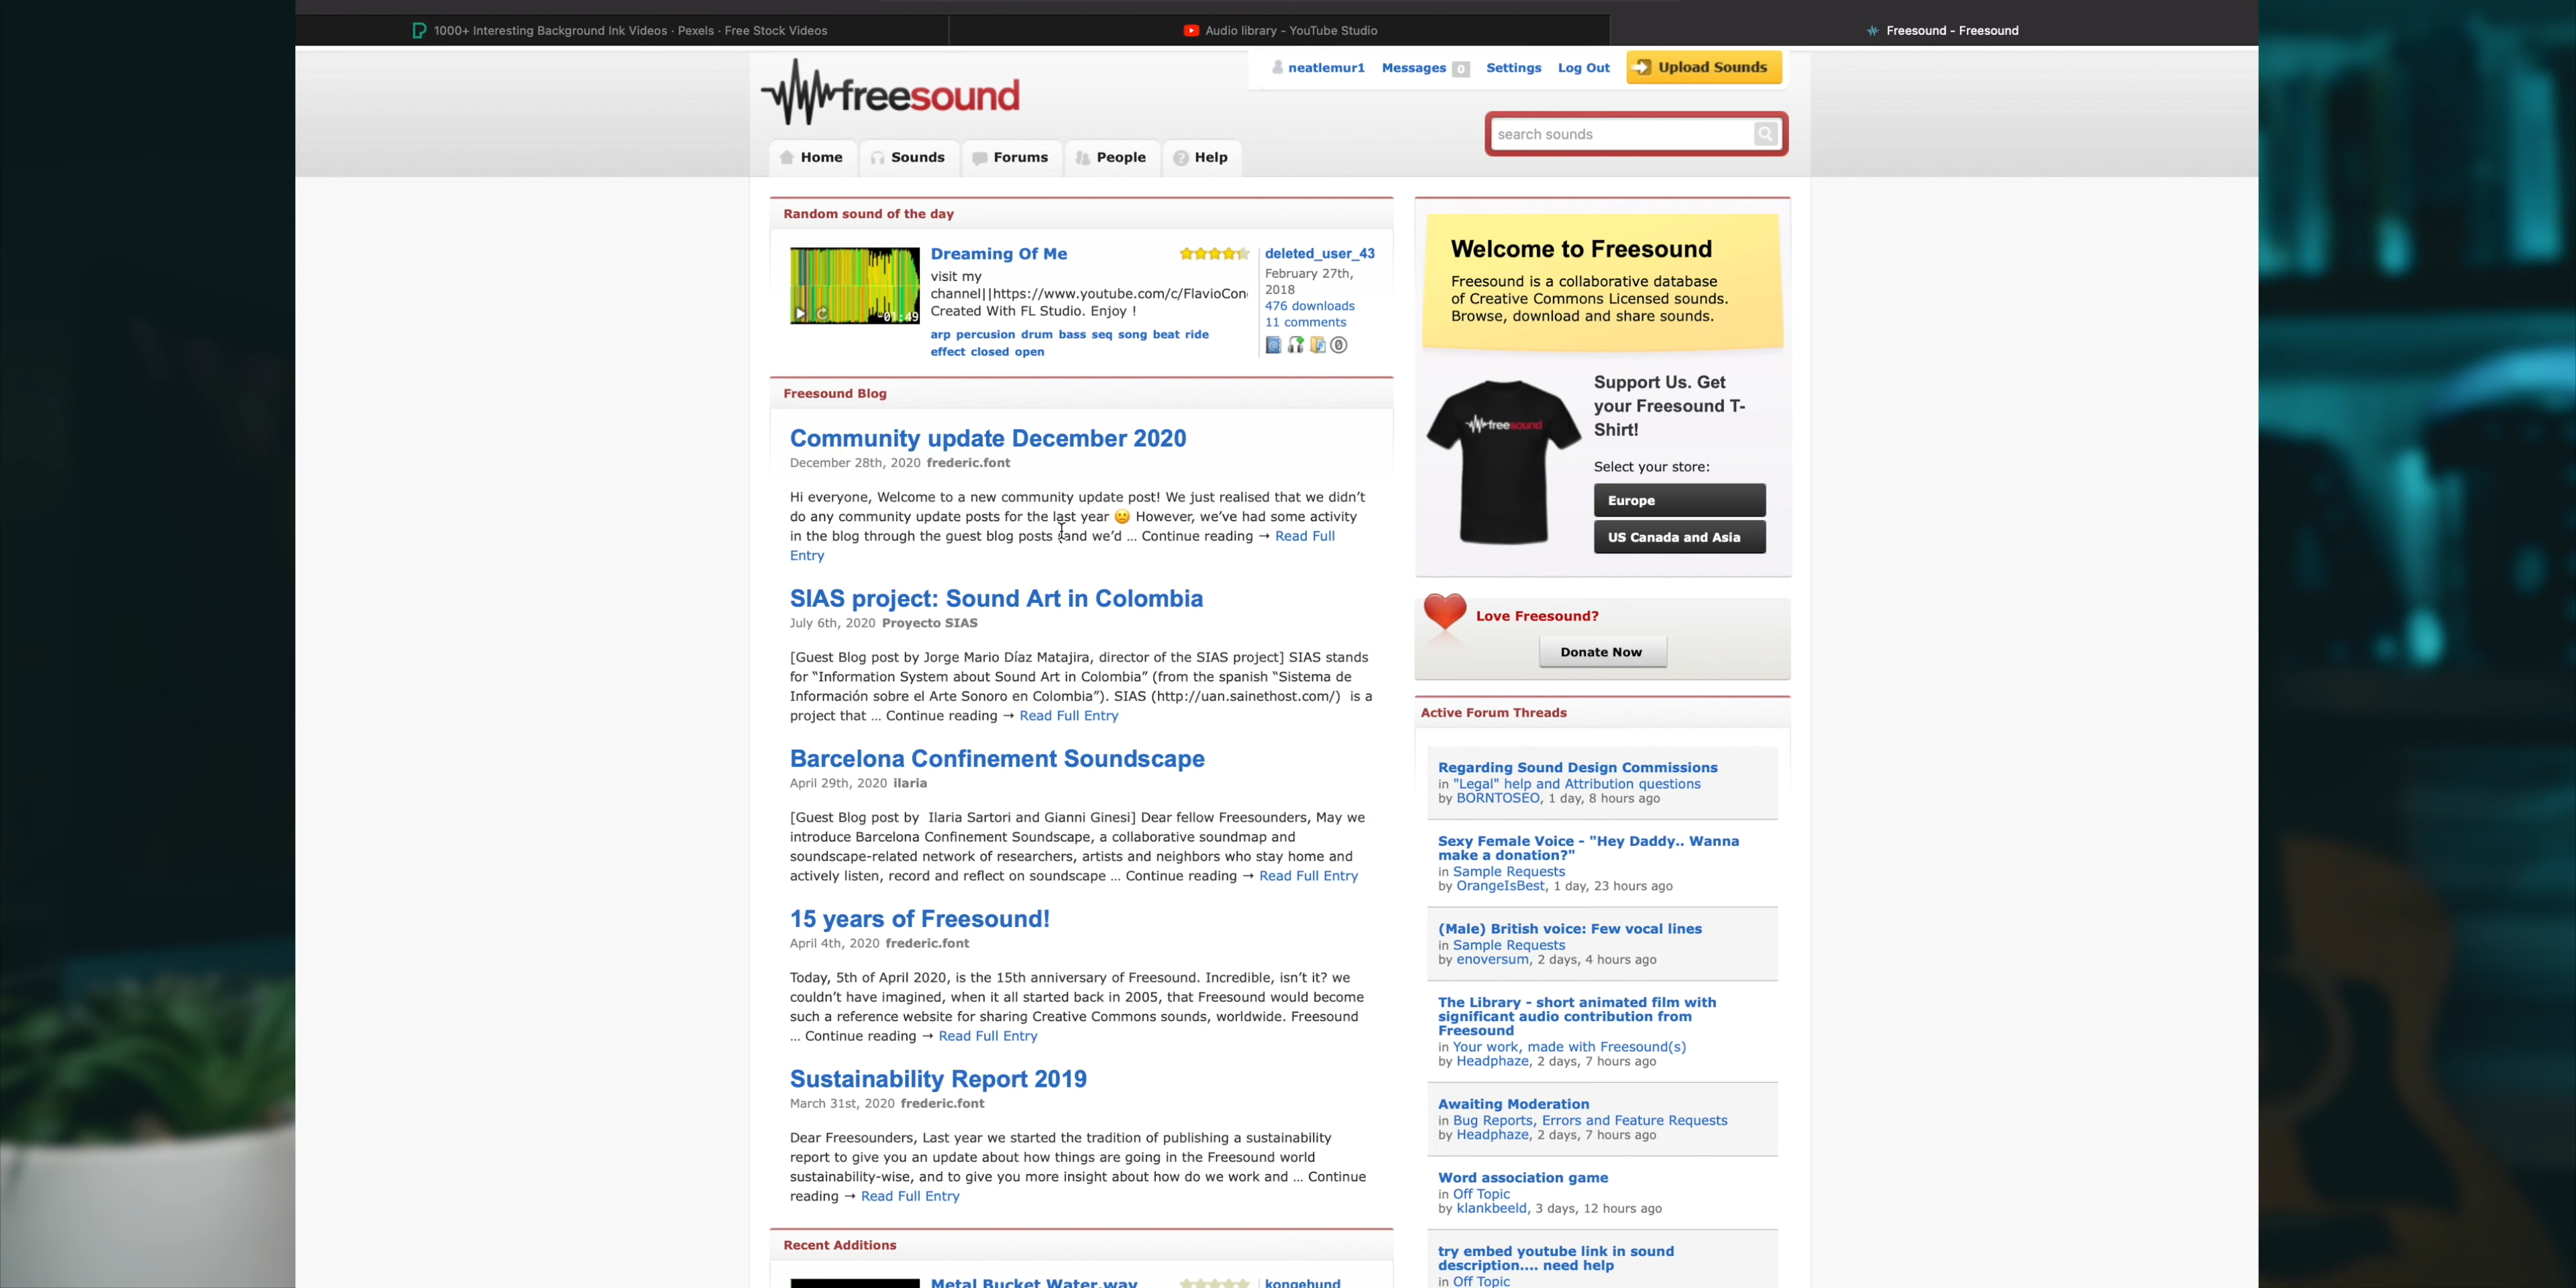 1000+ Interesting Background Ink Videos · Pexels · Free Stock Videos
Audio library - YouTube Studio
Freesound - Freesound
freesound
neatlemur1 Messages 0 Settings Log Out Upload Sounds
search sounds
Home Sounds Forums People Help
Random sound of the day
Dreaming Of Me
visit my
channel||https://www.youtube.com/c/FlavioCon
Created With FL Studio. Enjoy !
arp percusion drum bass seq song beat ride
effect closed open
-01:49
deleted_user_43
February 27th,
2018
476 downloads
11 comments
Freesound Blog
Community update December 2020
December 28th, 2020 frederic.font
Hi everyone, Welcome to a new community update post! We just realised that we didn't
do any community update posts for the last year 🙁 However, we've had some activity
in the blog through the guest blog posts (and we'd ... Continue reading → Read Full
Entry
SIAS project: Sound Art in Colombia
July 6th, 2020 Proyecto SIAS
[Guest Blog post by Jorge Mario Díaz Matajira, director of the SIAS project] SIAS stands
for “Information System about Sound Art in Colombia” (from the spanish “Sistema de
Información sobre el Arte Sonoro en Colombia”). SIAS (http://uan.sainethost.com/) is a
project that ... Continue reading → Read Full Entry
Barcelona Confinement Soundscape
April 29th, 2020 ilaria
[Guest Blog post by Ilaria Sartori and Gianni Ginesi] Dear fellow Freesounders, May we
introduce Barcelona Confinement Soundscape, a collaborative soundmap and
soundscape-related network of researchers, artists and neighbors who stay home and
actively listen, record and reflect on soundscape ... Continue reading → Read Full Entry
15 years of Freesound!
April 4th, 2020 frederic.font
Today, 5th of April 2020, is the 15th anniversary of Freesound. Incredible, isn't it? we
couldn't have imagined, when it all started back in 2005, that Freesound would become
such a reference website for sharing Creative Commons sounds, worldwide. Freesound
... Continue reading → Read Full Entry
Sustainability Report 2019
March 31st, 2020 frederic.font
Dear Freesounders, Last year we started the tradition of publishing a sustainability
report to give you an update about how things are going in the Freesound world
sustainability-wise, and to give you more insight about how do we work and ... Continue
reading → Read Full Entry
Recent Additions
Metal Bucket Water.wav
kongehund
Welcome to Freesound
Freesound is a collaborative database
of Creative Commons Licensed sounds.
Browse, download and share sounds.
freesound
Support Us. Get
your Freesound T-
Shirt!
Select your store:
Europe
US Canada and Asia
Love Freesound?
Donate Now
Active Forum Threads
Regarding Sound Design Commissions
in "Legal" help and Attribution questions
by BORNTOSEO, 1 day, 8 hours ago
Sexy Female Voice - "Hey Daddy.. Wanna
make a donation?"
in Sample Requests
by OrangeIsBest, 1 day, 23 hours ago
(Male) British voice: Few vocal lines
in Sample Requests
by enoversum, 2 days, 4 hours ago
The Library - short animated film with
significant audio contribution from
Freesound
in Your work, made with Freesound(s)
by Headphaze, 2 days, 7 hours ago
Awaiting Moderation
in Bug Reports, Errors and Feature Requests
by Headphaze, 2 days, 7 hours ago
Word association game
in Off Topic
by klankbeeld, 3 days, 12 hours ago
try embed youtube link in sound
description.... need help
in Off Topic